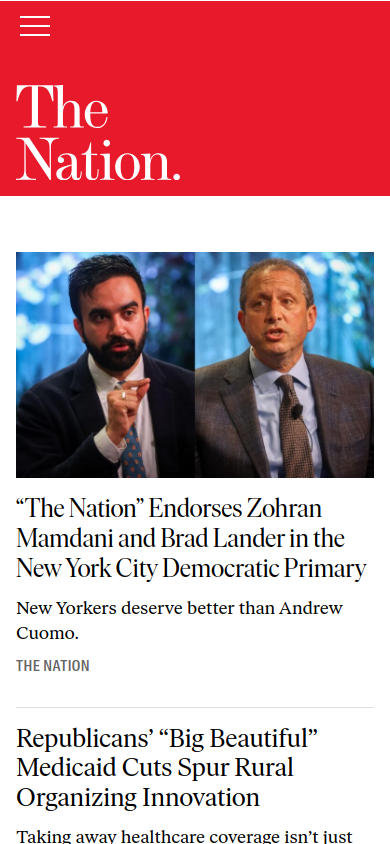 The
Nation.
“The Nation” Endorses Zohran
Mamdani and Brad Lander in the
New York City Democratic Primary
New Yorkers deserve better than Andrew
Cuomo.
THE NATION
Republicans’ “Big Beautiful”
Medicaid Cuts Spur Rural
Organizing Innovation
Taking away healthcare coverage isn’t just